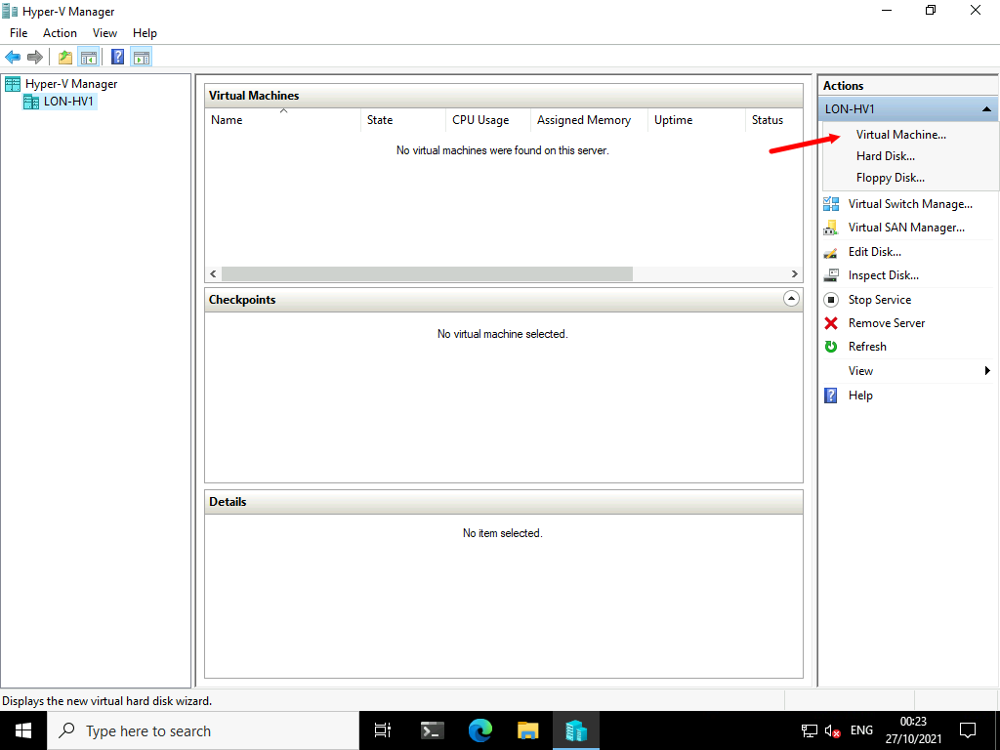 Hyper-V Manager
File Action View Help
Hyper-V Manager
LON-HV1
Virtual Machines
Name State CPU Usage Assigned Memory Uptime Status
No virtual machines were found on this server.
Checkpoints
No virtual machine selected.
Details
No item selected.
Actions
LON-HV1
Virtual Machine...
Hard Disk...
Floppy Disk...
Virtual Switch Manage...
Virtual SAN Manager...
Edit Disk...
Inspect Disk...
Stop Service
Remove Server
Refresh
View
Help
Displays the new virtual hard disk wizard.
Type here to search
ENG
00:23
27/10/2021